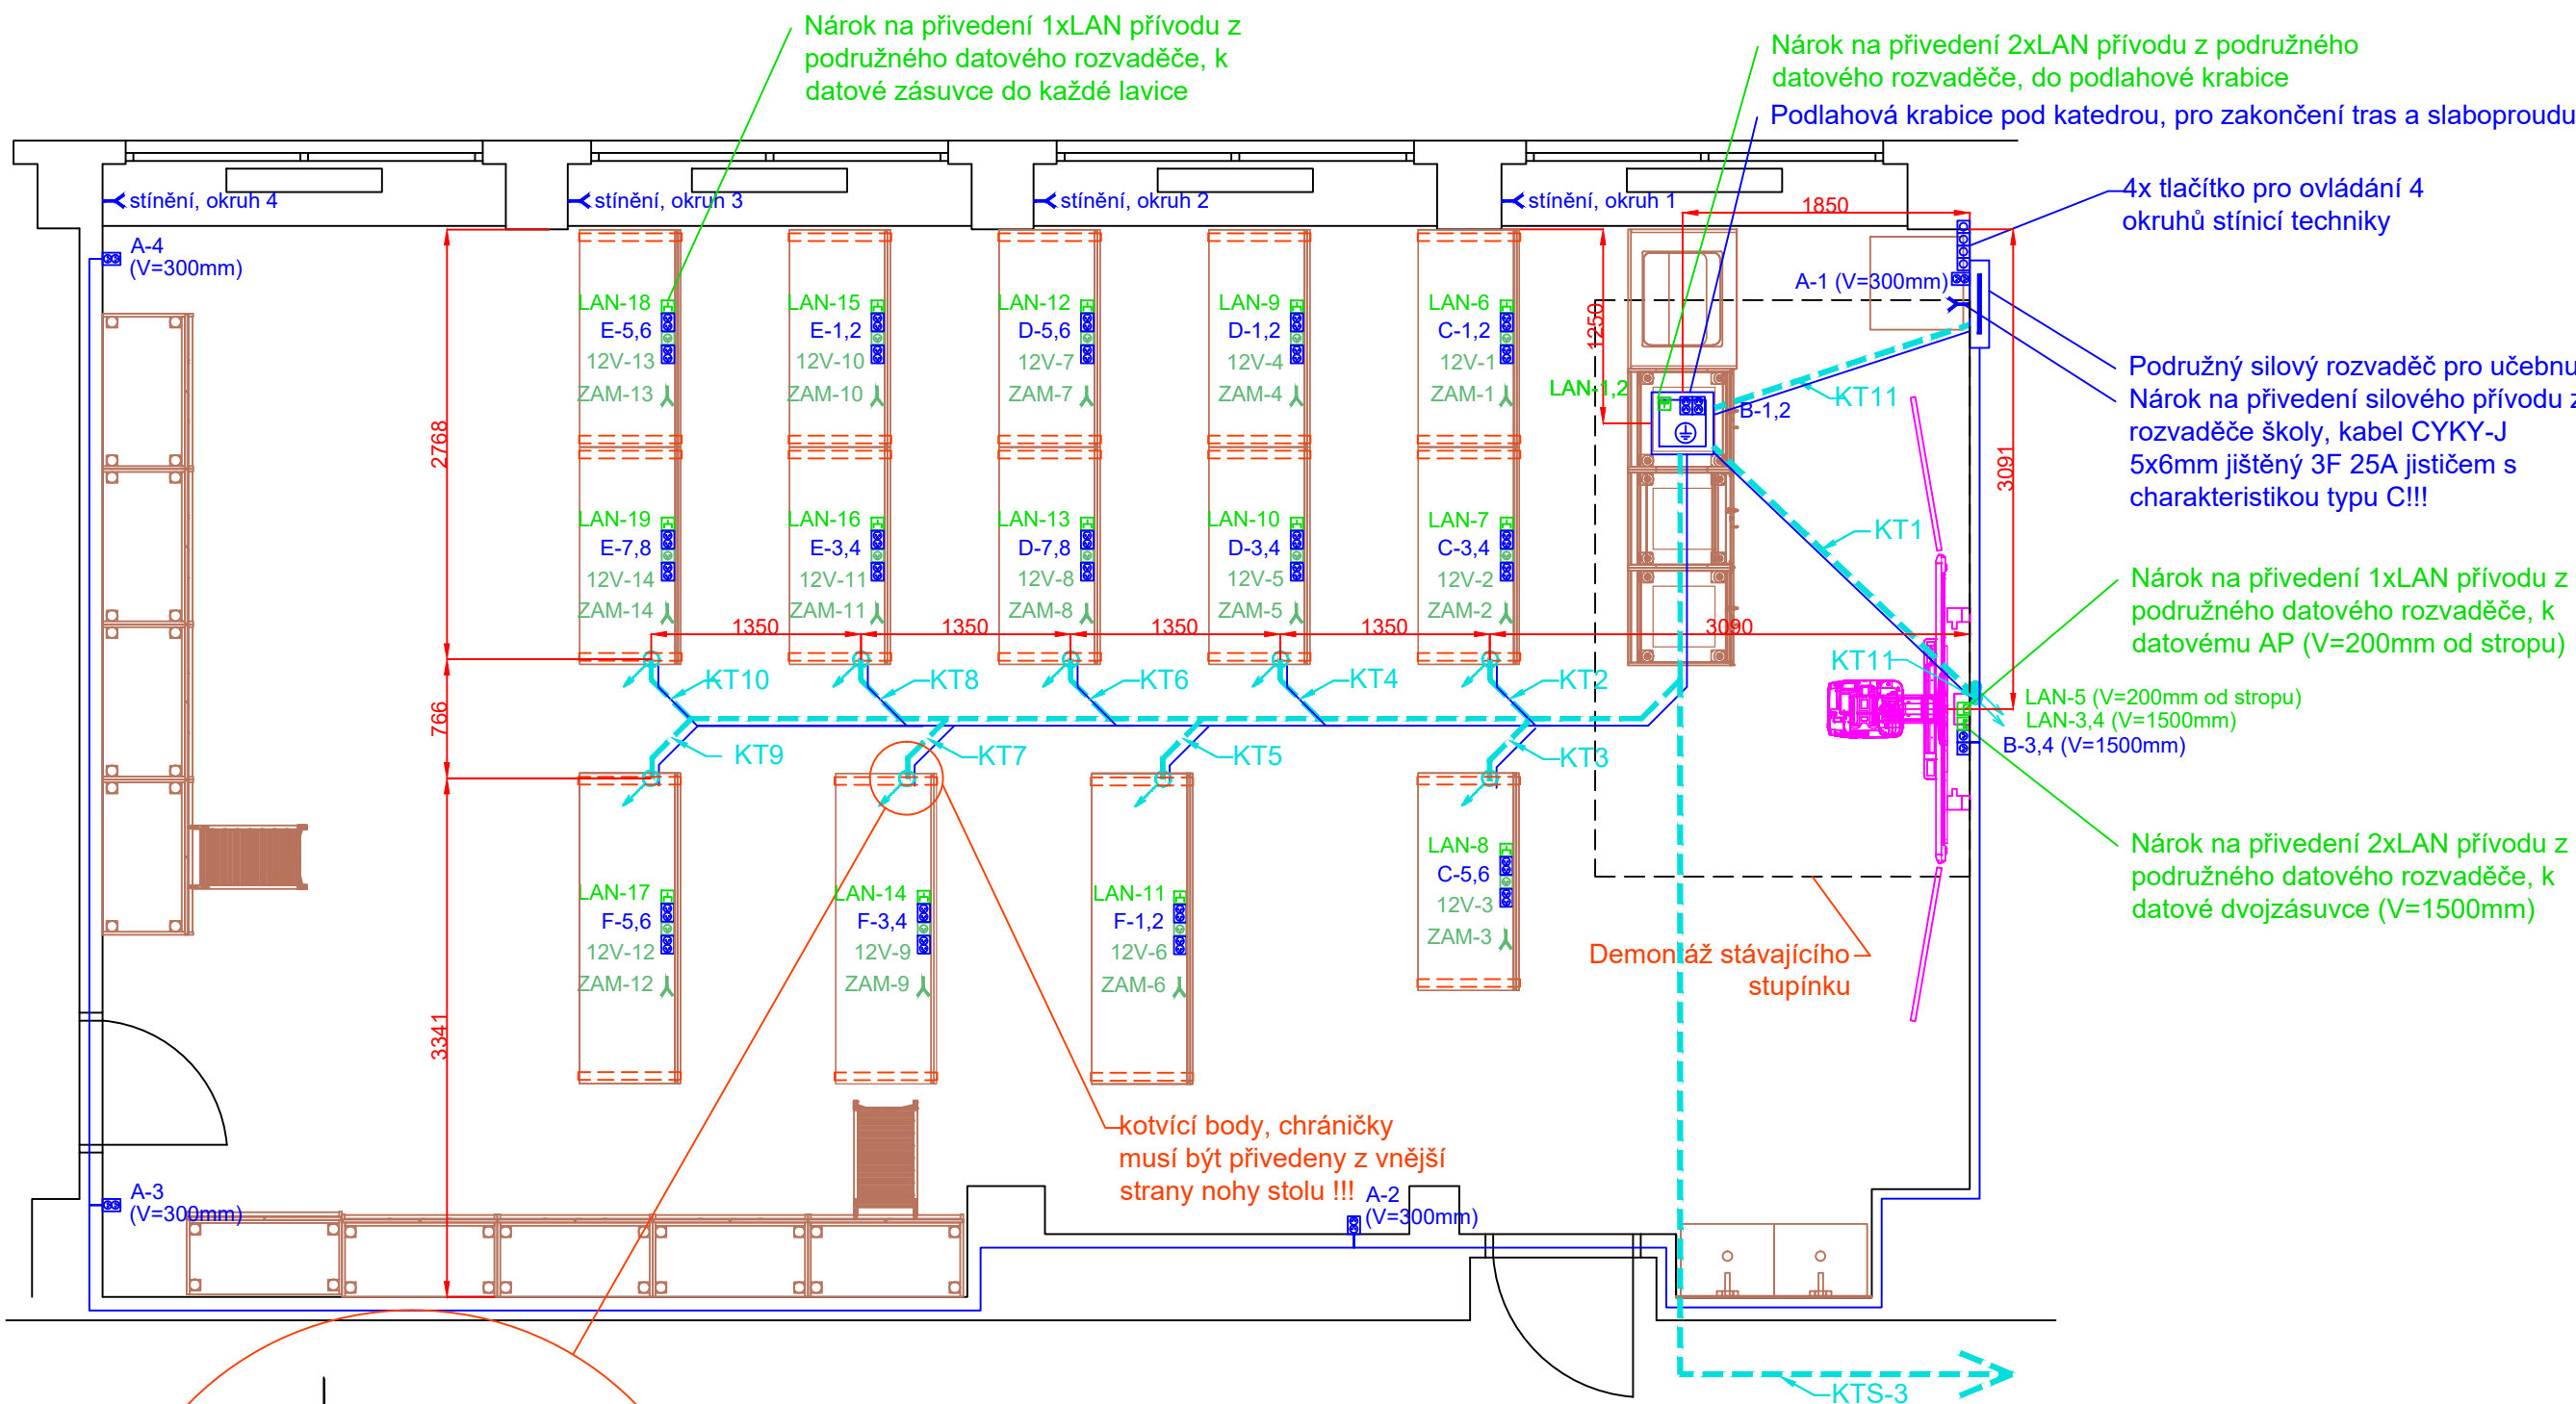 Nárok na přivedení 1xLAN přívodu z
podružného datového rozvaděče, k
datové zásuvce do každé lavice
Nárok na přivedení 2xLAN přívodu z podružného
datového rozvaděče, do podlahové krabice
Podlahová krabice pod katedrou, pro zakončení tras a slaboproudu
stínění, okruh 4
stínění, okruh 3
stínění, okruh 2
stínění, okruh 1
1850
4x tlačítko pro ovládání 4
okruhů stínicí techniky
A-4
(V=300mm)
A-1 (V=300mm)
LAN-18
E-5,6
12V-13
ZAM-13
LAN-15
E-1,2
12V-10
ZAM-10
LAN-12
D-5,6
12V-7
ZAM-7
LAN-9
D-1,2
12V-4
ZAM-4
LAN-6
C-1,2
12V-1
ZAM-1
1250
LAN-1,2
B-1,2
KT11
Podružný silový rozvaděč pro učebnu
Nárok na přivedení silového přívodu z
rozvaděče školy, kabel CYKY-J
5x6mm jištěný 3F 25A jističem s
charakteristikou typu C!!!
2768
3091
LAN-19
E-7,8
12V-14
ZAM-14
LAN-16
E-3,4
12V-11
ZAM-11
LAN-13
D-7,8
12V-8
ZAM-8
LAN-10
D-3,4
12V-5
ZAM-5
LAN-7
C-3,4
12V-2
ZAM-2
KT1
Nárok na přivedení 1xLAN přívodu z
podružného datového rozvaděče, k
datovému AP (V=200mm od stropu)
1350
1350
1350
1350
3090
KT10
KT8
KT6
KT4
KT2
KT11
LAN-5 (V=200mm od stropu)
LAN-3,4 (V=1500mm)
B-3,4 (V=1500mm)
766
KT9
KT7
KT5
KT3
LAN-17
F-5,6
12V-12
ZAM-12
LAN-14
F-3,4
12V-9
ZAM-9
LAN-11
F-1,2
12V-6
ZAM-6
LAN-8
C-5,6
12V-3
ZAM-3
Nárok na přivedení 2xLAN přívodu z
podružného datového rozvaděče, k
datové dvojzásuvce (V=1500mm)
Demontáž stávajícího
stupínku
3341
kotvící body, chráničky
musí být přivedeny z vnější
strany nohy stolu !!!
A-2
(V=300mm)
A-3
(V=300mm)
KTS-3